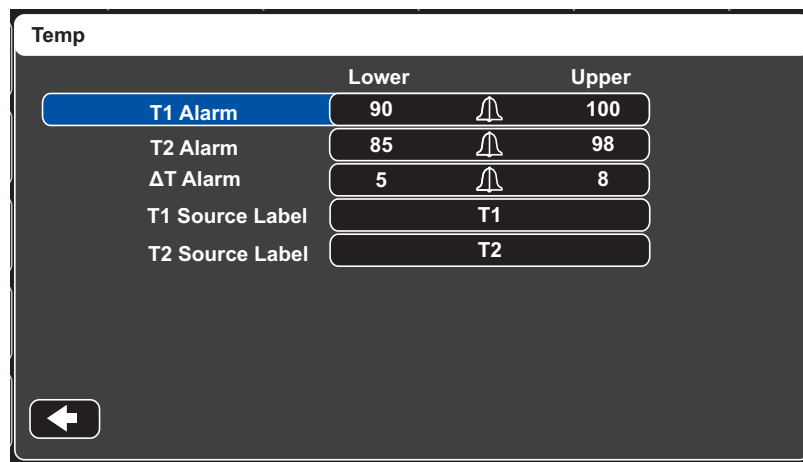 Temp
Lower Upper
T1 Alarm 90 100
T2 Alarm 85 98
ΔT Alarm 5 8
T1 Source Label T1
T2 Source Label T2